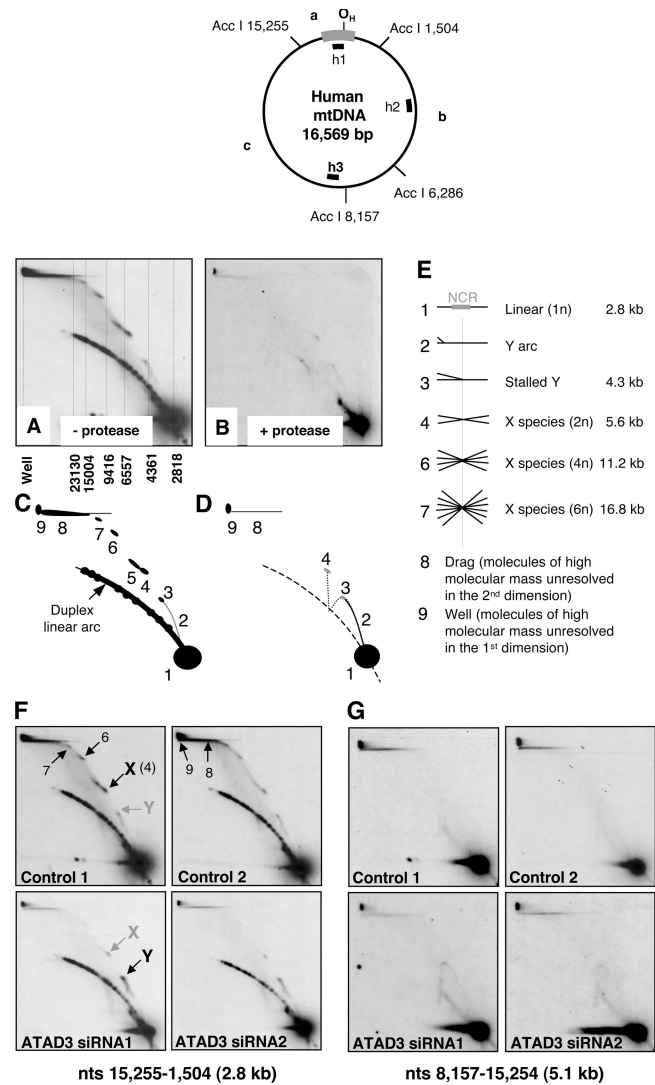 a
OH
Acc I 15,255
Acc I 1,504
h1
Human
mtDNA
16,569 bp
h2
b
c
h3
Acc I 6,286
Acc I 8,157
A
- protease
B
+ protease
Well
23130
15004
9416
6557
4361
2818
E
NCR
1 Linear (1n) 2.8 kb
2 Y arc
3 Stalled Y 4.3 kb
4 X species (2n) 5.6 kb
6 X species (4n) 11.2 kb
7 X species (6n) 16.8 kb
8 Drag (molecules of high
molecular mass unresolved
in the 2nd dimension)
9 Well (molecules of high
molecular mass unresolved
in the 1st dimension)
C
9 8
7
6
5
4
3
2
Duplex
linear arc
1
D
9 8
4
3
2
1
F
6
7
X (4)
Y
Control 1
9
8
Control 2
X
Y
ATAD3 siRNA1
ATAD3 siRNA2
nts 15,255-1,504 (2.8 kb)
G
Control 1
Control 2
ATAD3 siRNA1
ATAD3 siRNA2
nts 8,157-15,254 (5.1 kb)